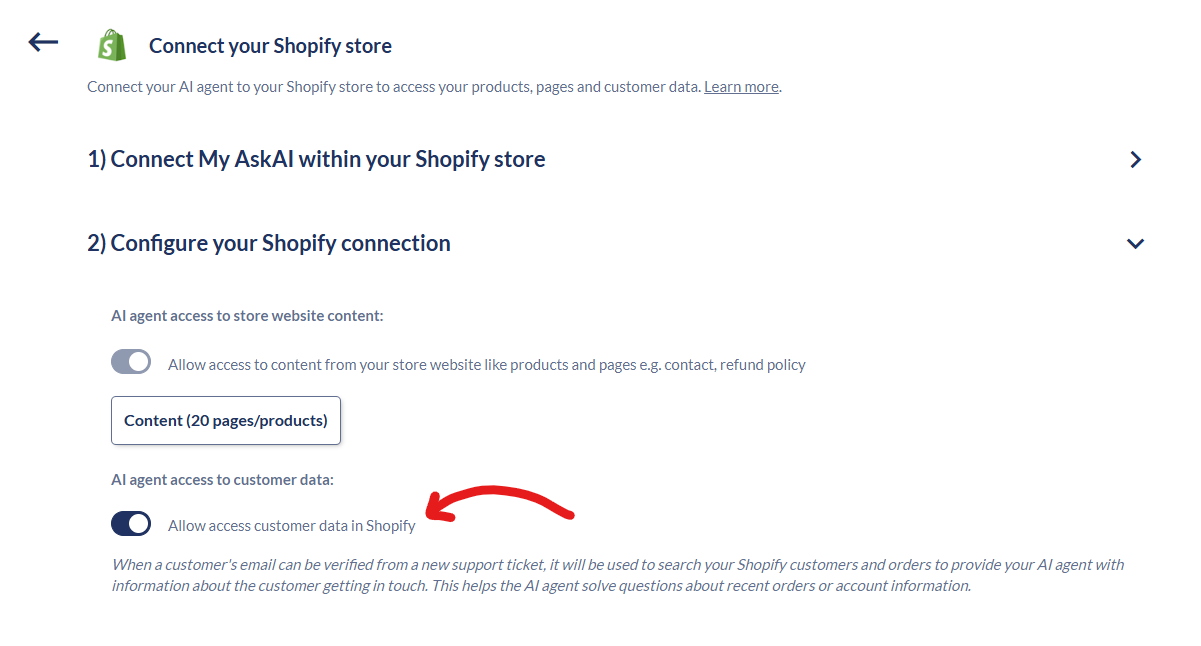 Connect your Shopify store
Connect your AI agent to your Shopify store to access your products, pages and customer data. Learn more.
1) Connect My AskAI within your Shopify store
2) Configure your Shopify connection
AI agent access to store website content:
Allow access to content from your store website like products and pages e.g. contact, refund policy
Content (20 pages/products)
AI agent access to customer data:
Allow access customer data in Shopify
When a customer's email can be verified from a new support ticket, it will be used to search your Shopify customers and orders to provide your AI agent with
information about the customer getting in touch. This helps the AI agent solve questions about recent orders or account information.